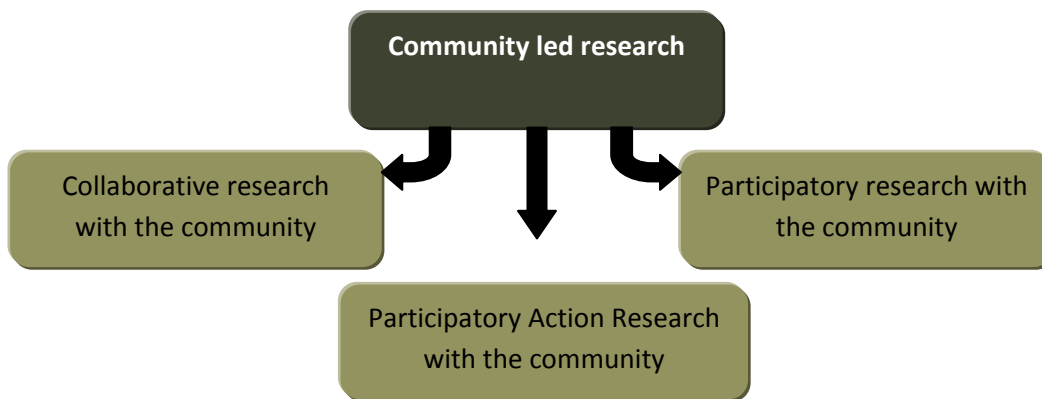 Community led research
Collaborative research
with the community
Participatory research with
the community
Participatory Action Research
with the community